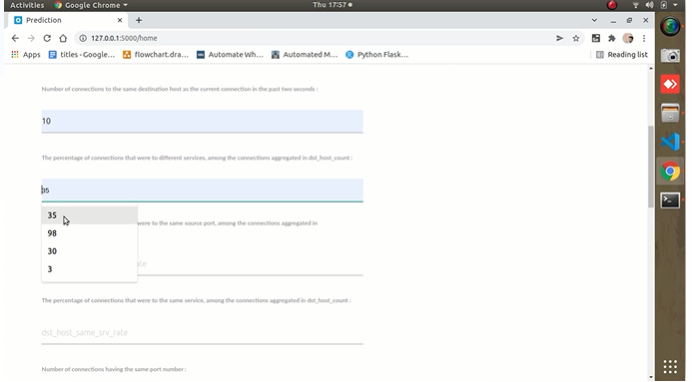 Activities
Google Chrome
Thu 17:57
Prediction
127.0.0.1:5000/home
Apps
titles - Google...
flowchart.dra...
Automate Wh...
Automated M...
Python Flask...
Reading list
Number of connections to the same destination host as the current connection in the past two seconds :
10
The percentage of connections that were to different services, among the connections aggregated in dst_host_count :
35
35
were to the same source port, among the connections aggregated in
98
30
3
The percentage of connections that were to the same service, among the connections aggregated in dst_host_count :
dst_host_same_srv_rate
Number of connections having the same port number :